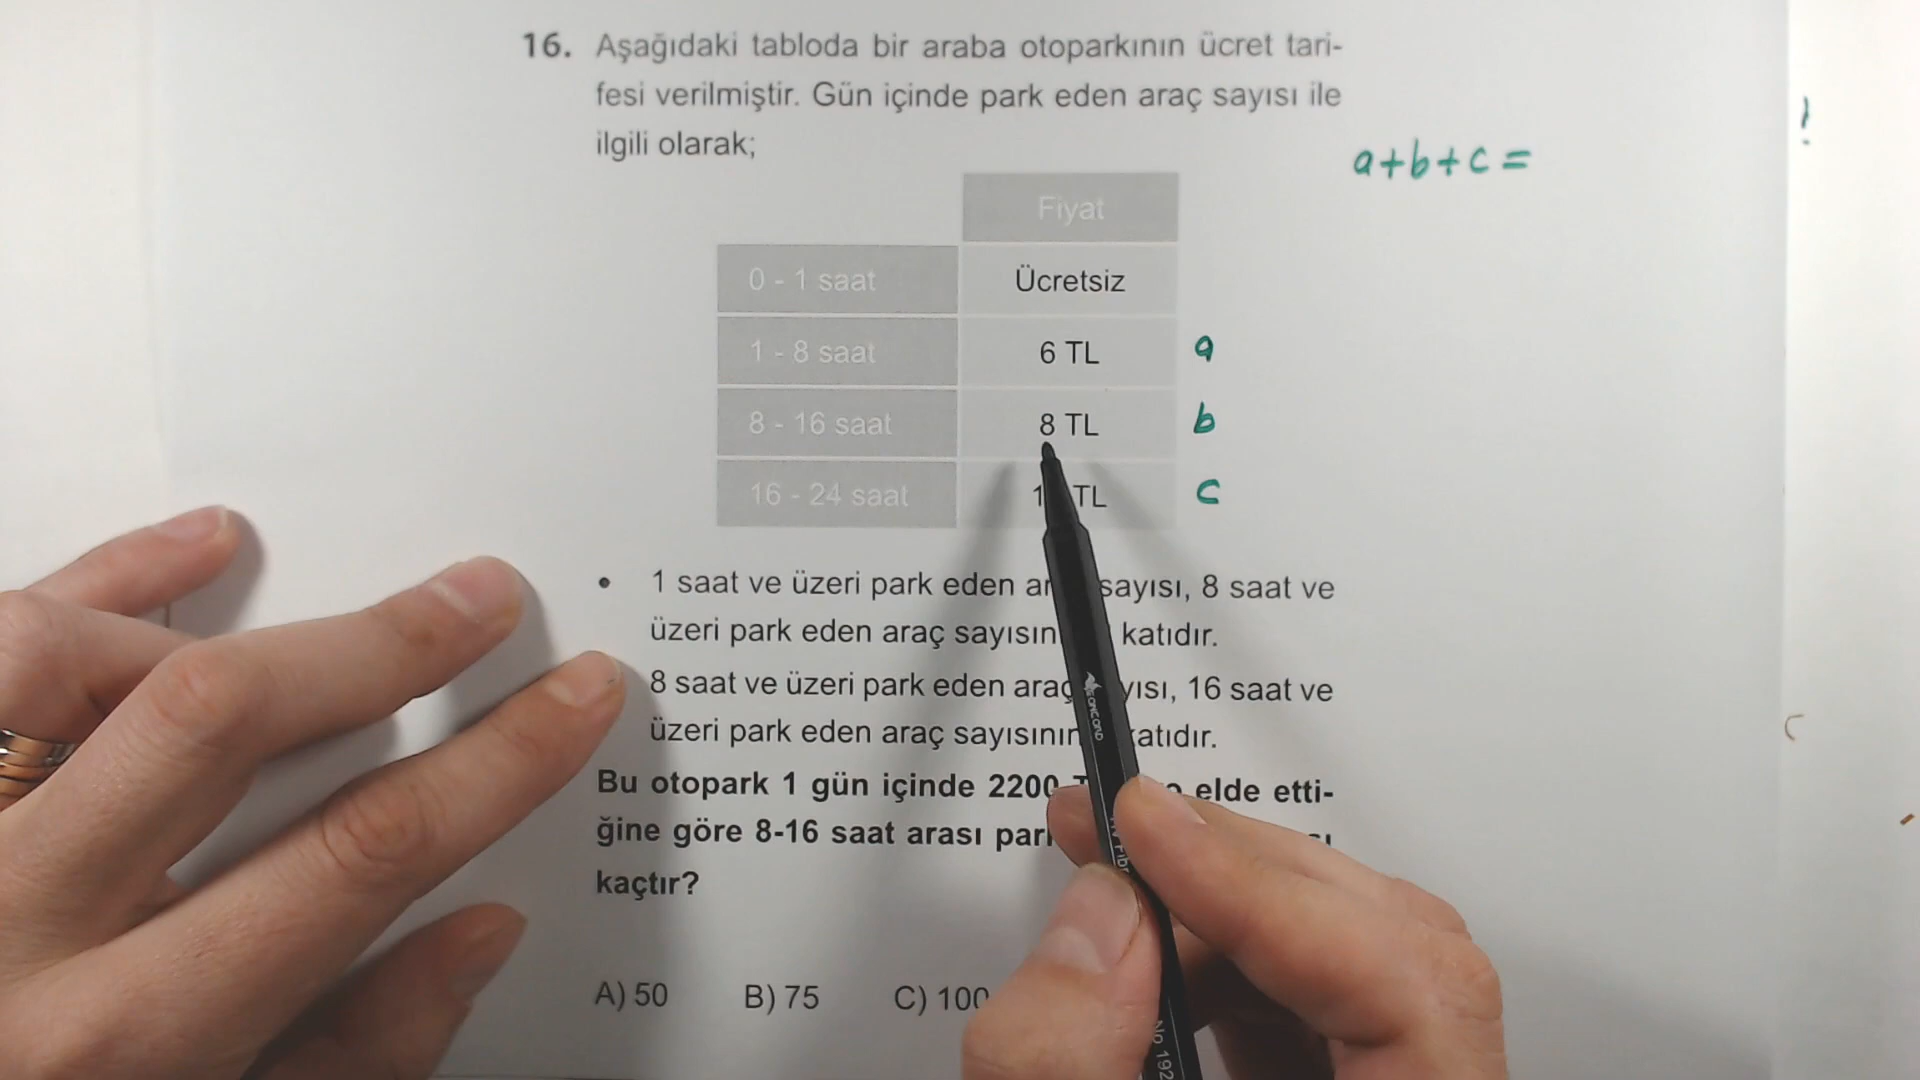 16. Aşağıdaki tabloda bir araba otoparkının ücret tari-
fesi verilmiştir. Gün içinde park eden araç sayısı ile
ilgili olarak;
a+b+c=
Fiyat
0 - 1 saat Ücretsiz
1 - 8 saat 6 TL a
8 - 16 saat 8 TL b
16 - 24 saat TL c
• 1 saat ve üzeri park eden sayısı, 8 saat ve
üzeri park eden araç katıdır.
8 saat ve üzeri park eden 16 saat ve
üzeri park eden araç sayısının katıdır.
Bu otopark 1 gün içinde 2200 elde etti-
ğine göre 8-16 saat arası
kaçtır?
A) 50 B) 75 C) 100